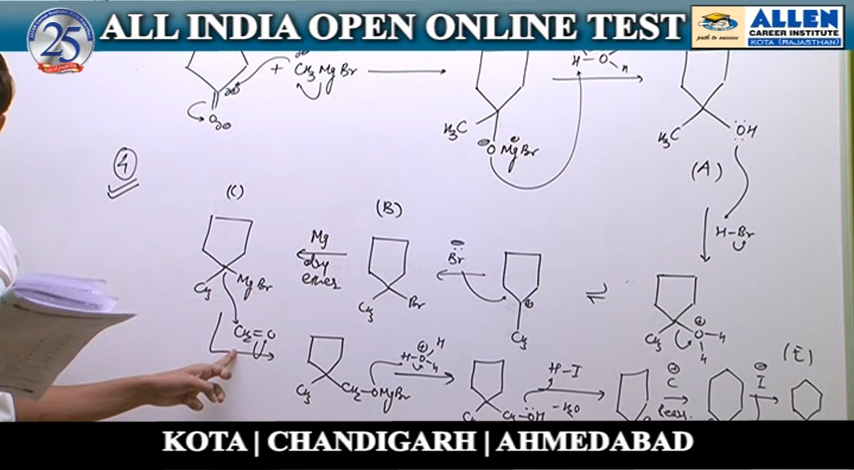 25
ALL INDIA OPEN ONLINE TEST
path to success
ALLEN
CAREER INSTITUTE
KOTA (RAJASTHAN)
+ CH3MgBr
H3C
O MgBr
H3C
OH
(A)
4
(C)
(B)
H-Br
Mg
dry
ether
Br
CH3
MgBr
CH3
Br
CH3
CH3
CH2=O
CH3
CH2-OMgBr
CH3
CH2-OH
H-I
-H2O
C
I
(E)
KOTA | CHANDIGARH | AHMEDABAD